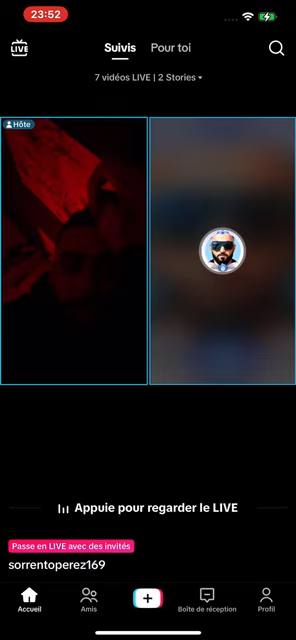 23:52
LIVE
Suivis Pour toi
7 vidéos LIVE | 2 Stories
Hôte
Appuie pour regarder le LIVE
Passe en LIVE avec des invités
sorrentoperez169
Accueil Amis Boîte de réception Profil